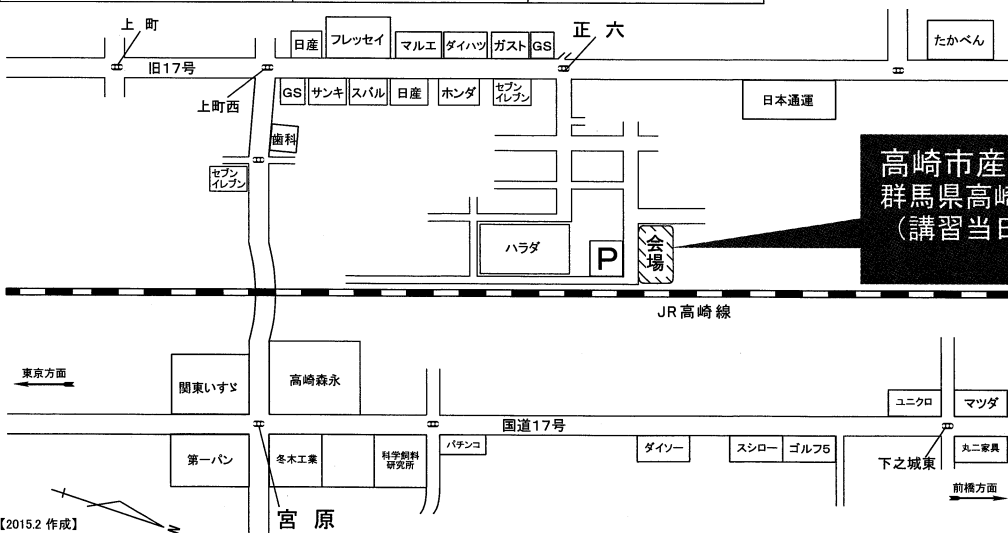 上 町
旧17号
上町西
日産
フレッセイ
マルエ
ダイハツ
ガスト
GS
正 六
たかべん
GS
サンキ
スバル
日産
ホンダ
セブン
イレブン
日本通運
歯科
セブン
イレブン
高崎市産
群馬県高崎
(講習当日
ハラダ
P
会場
JR高崎線
東京方面
関東いすゞ
高崎森永
ユニクロ
マツダ
国道17号
第一パン
冬木工業
科学飼料
研究所
パチンコ
ダイソー
スシロー
ゴルフ5
下之城東
丸二家具
前橋方面
宮 原
N
【2015.2 作成】